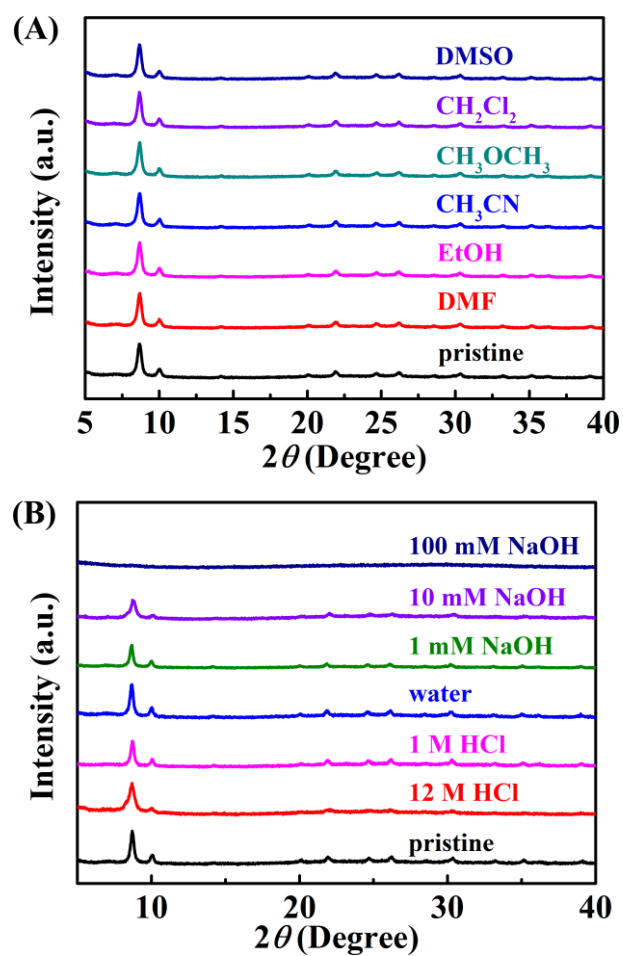 (A)
DMSO
CH₂Cl₂
CH₃OCH₃
CH₃CN
EtOH
DMF
pristine
Intensity (a.u.)
5 10 15 20 25 30 35 40
2θ (Degree)
(B)
100 mM NaOH
10 mM NaOH
1 mM NaOH
water
1 M HCl
12 M HCl
pristine
Intensity (a.u.)
10 20 30 40
2θ (Degree)